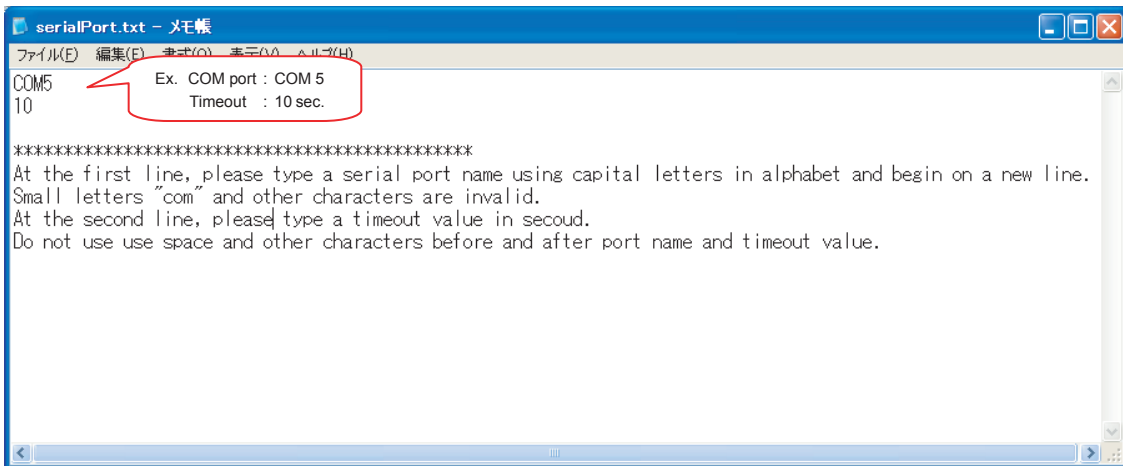 serialPort.txt - メモ帳
ファイル(F) 編集(E) 書式(O) 表示(V) ヘルプ(H)
Ex. COM port : COM 5
Timeout : 10 sec.
COM5
10
**********************************************
At the first line, please type a serial port name using capital letters in alphabet and begin on a new line.
Small letters "com" and other characters are invalid.
At the second line, please type a timeout value in secoud.
Do not use use space and other characters before and after port name and timeout value.